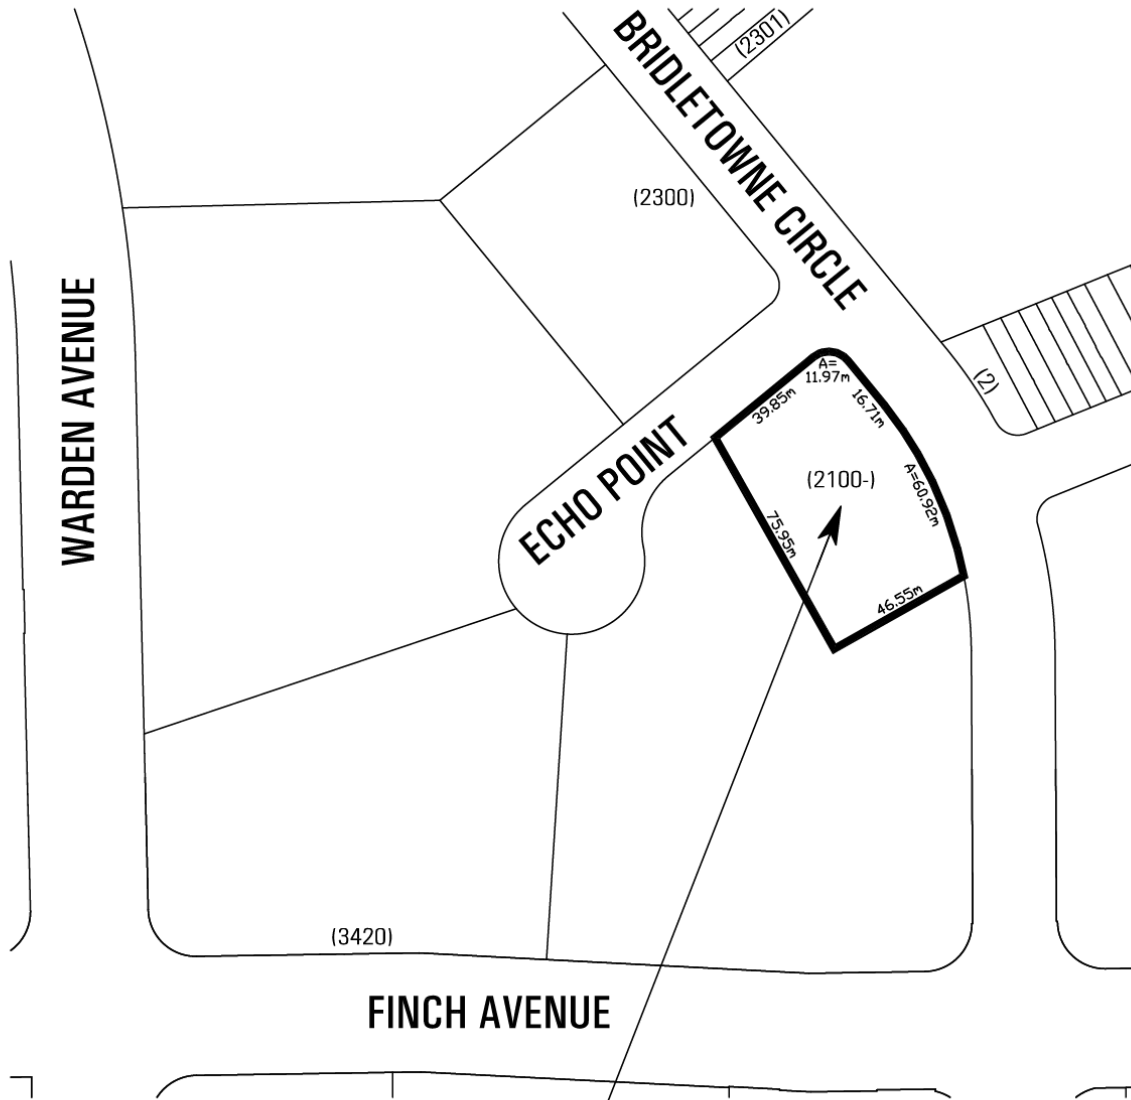 (2301)
BRIDLETOWNE CIRCLE
(2300)
WARDEN AVENUE
A=
11.97m
(2)
39.85m
16.71m
ECHO POINT
(2100-)
A=60.92m
75.95m
46.55m
(3420)
FINCH AVENUE